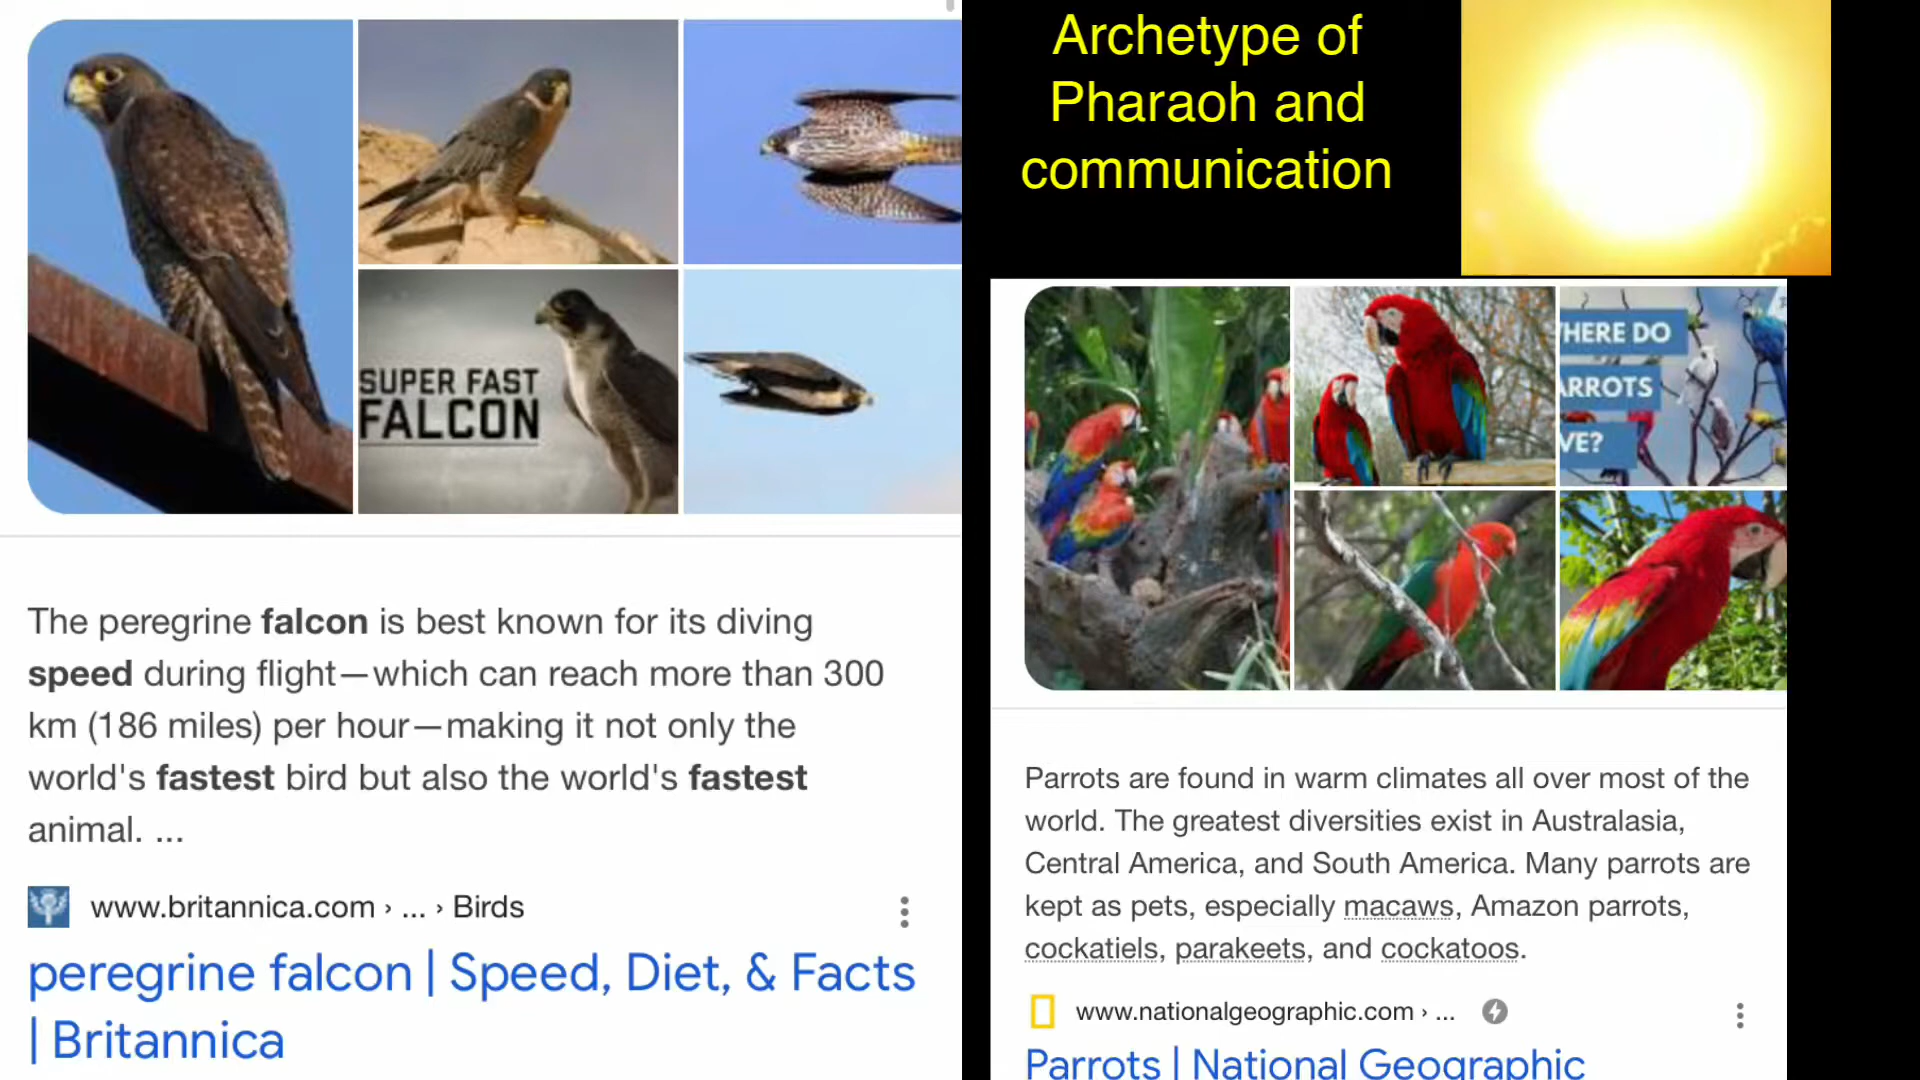 SUPER FAST
FALCON
The peregrine falcon is best known for its diving
speed during flight—which can reach more than 300
km (186 miles) per hour—making it not only the
world's fastest bird but also the world's fastest
animal. ...
www.britannica.com › ... › Birds
peregrine falcon | Speed, Diet, & Facts
| Britannica
Archetype of
Pharaoh and
communication
HERE DO
ARROTS
VE?
Parrots are found in warm climates all over most of the
world. The greatest diversities exist in Australasia,
Central America, and South America. Many parrots are
kept as pets, especially macaws, Amazon parrots,
cockatiels, parakeets, and cockatoos.
www.nationalgeographic.com › ...
Parrots | National Geographic